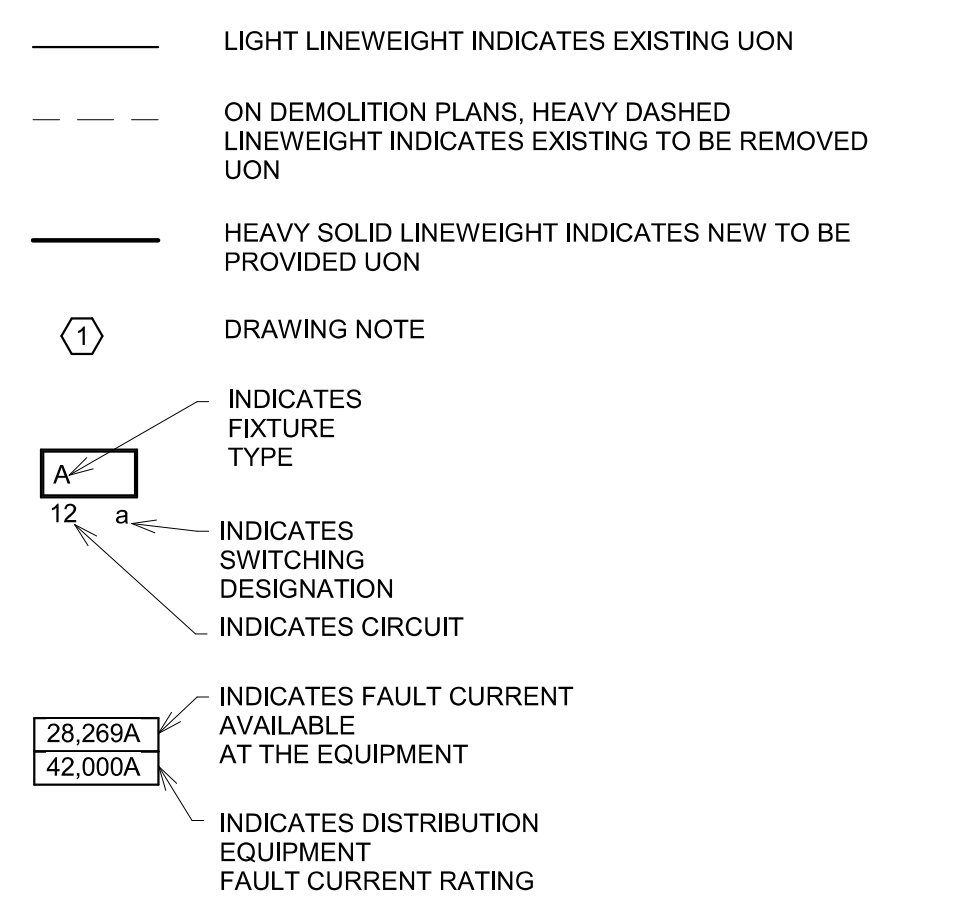 LIGHT LINEWEIGHT INDICATES EXISTING UON
ON DEMOLITION PLANS, HEAVY DASHED
LINEWEIGHT INDICATES EXISTING TO BE REMOVED
UON
HEAVY SOLID LINEWEIGHT INDICATES NEW TO BE
PROVIDED UON
1
DRAWING NOTE
INDICATES
FIXTURE
TYPE
A
12 a
INDICATES
SWITCHING
DESIGNATION
INDICATES CIRCUIT
INDICATES FAULT CURRENT
AVAILABLE
AT THE EQUIPMENT
28,269A
42,000A
INDICATES DISTRIBUTION
EQUIPMENT
FAULT CURRENT RATING